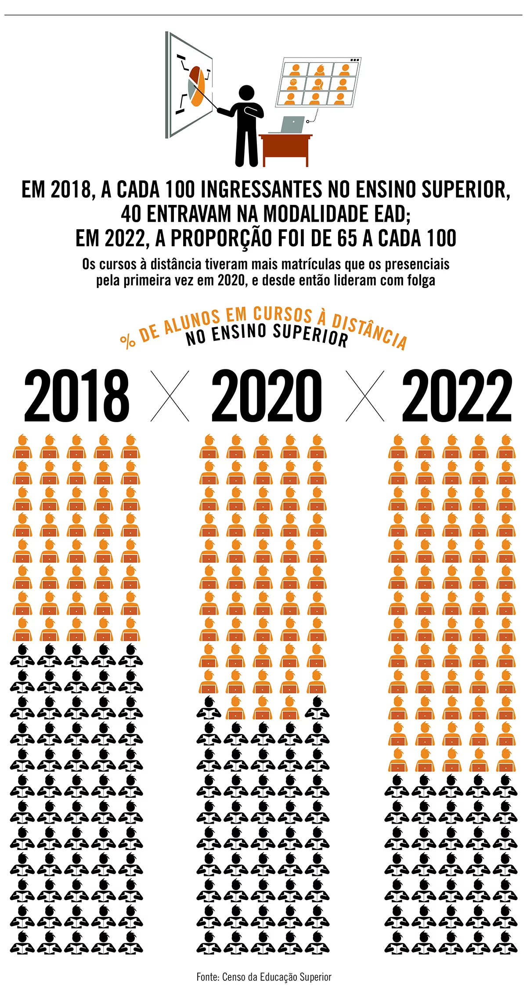 EM 2018, A CADA 100 INGRESSANTES NO ENSINO SUPERIOR,
40 ENTRAVAM NA MODALIDADE EAD;
EM 2022, A PROPORÇÃO FOI DE 65 A CADA 100
Os cursos à distância tiveram mais matrículas que os presenciais
pela primeira vez em 2020, e desde então lideram com folga
% DE ALUNOS EM CURSOS À DISTÂNCIA
NO ENSINO SUPERIOR
2018 2020 2022
Fonte: Censo da Educação Superior